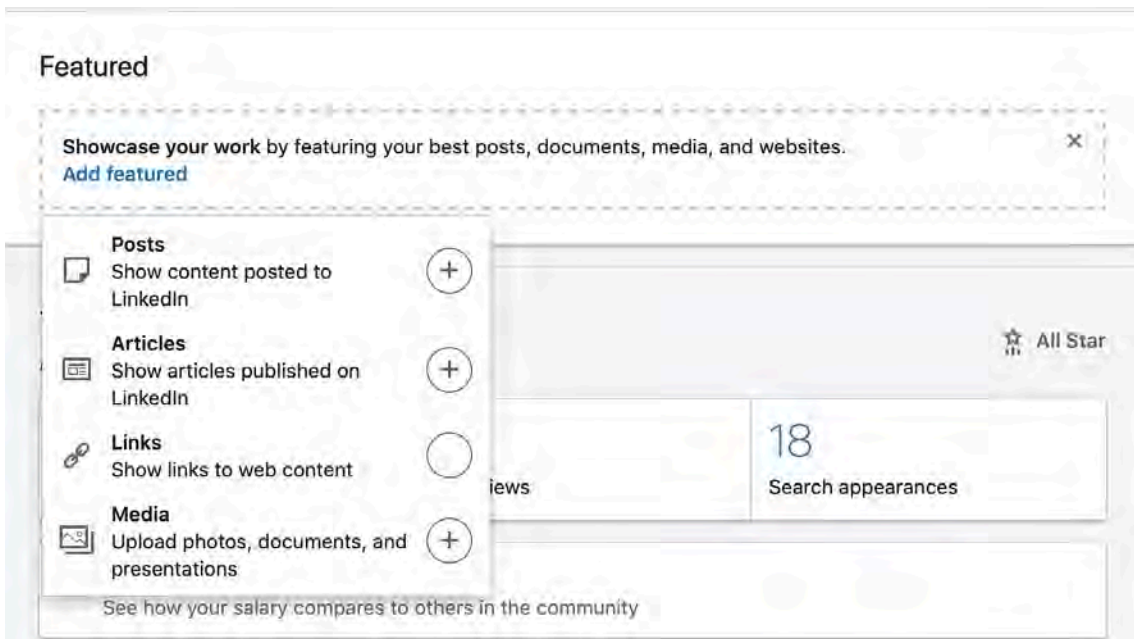 Featured
Showcase your work by featuring your best posts, documents, media, and websites.
Add featured
Posts
Show content posted to
LinkedIn
Articles
Show articles published on
LinkedIn
Links
Show links to web content
Media
Upload photos, documents, and
presentations
All Star
18
iews
Search appearances
See how your salary compares to others in the community